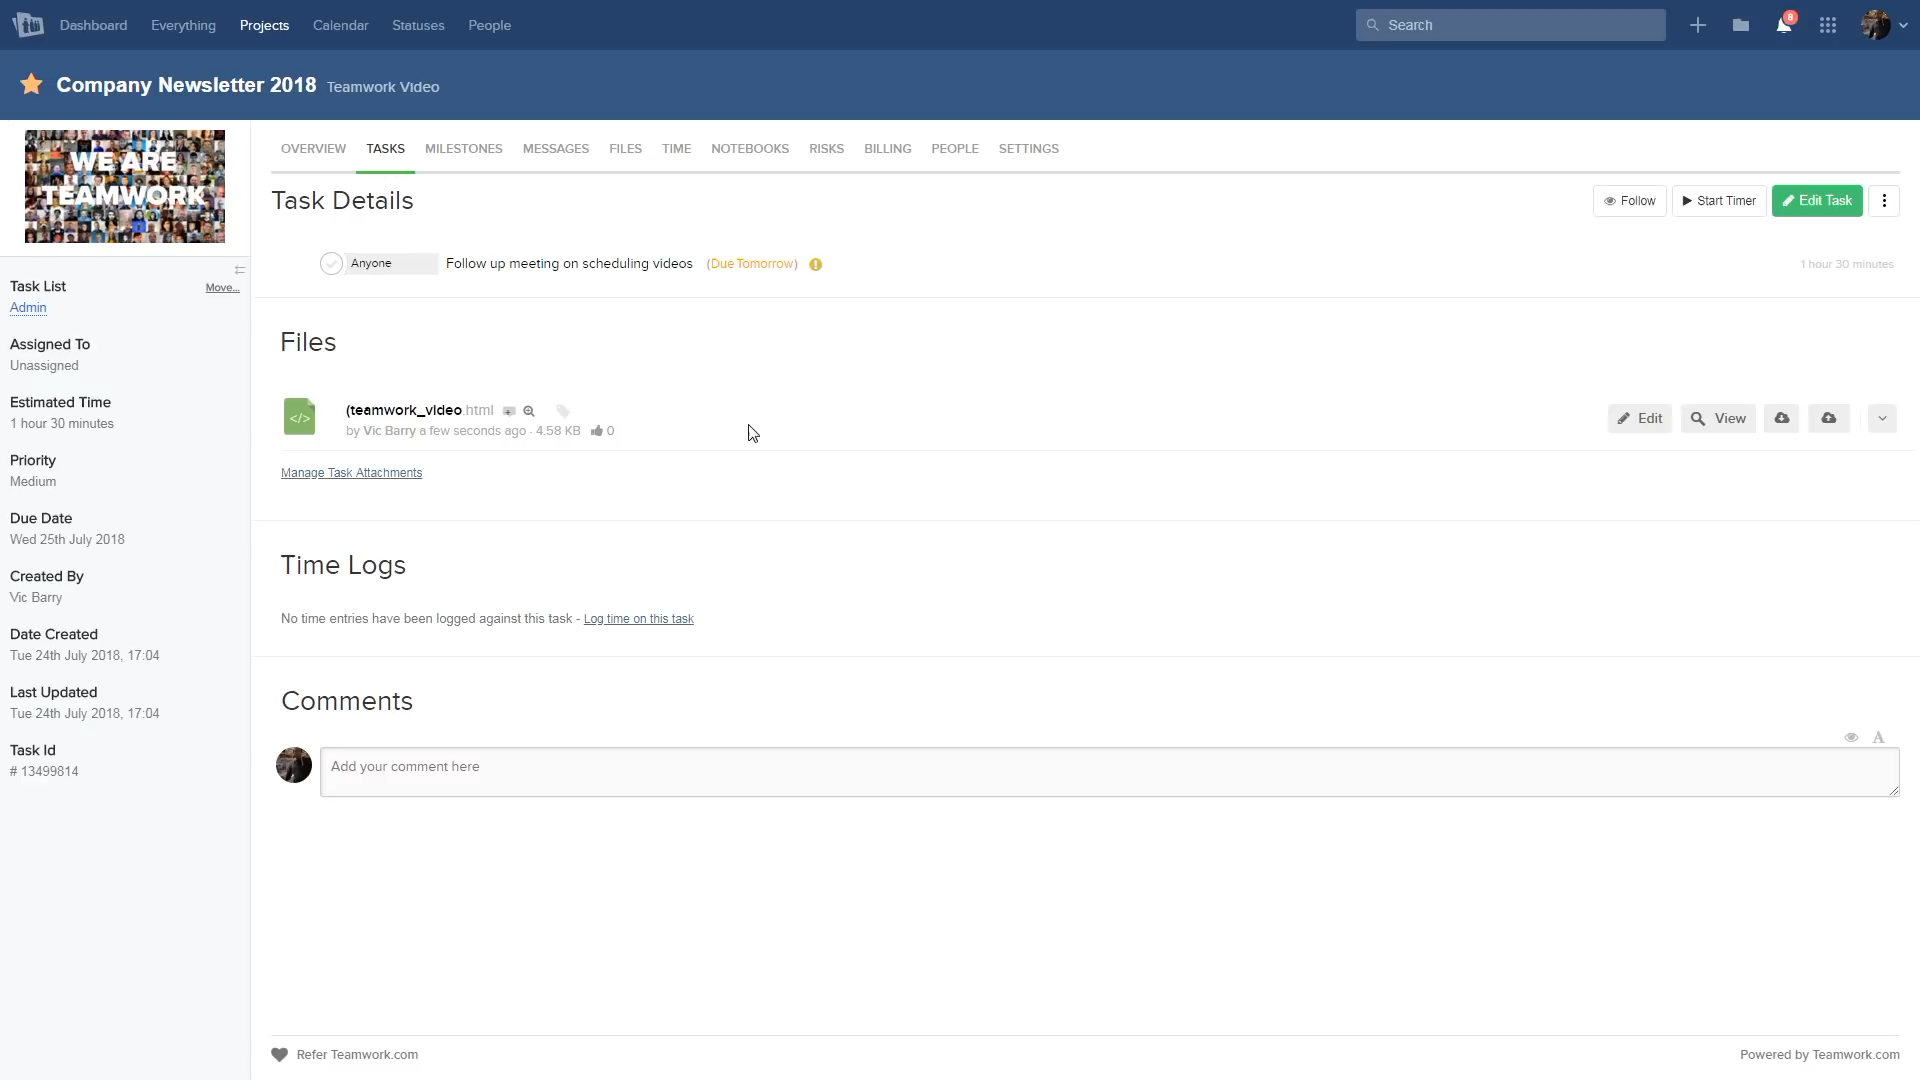 Dashboard Everything Projects Calendar Statuses People Search 8
Company Newsletter 2018 Teamwork Video
WE ARE
TEAMWORK
OVERVIEW TASKS MILESTONES MESSAGES FILES TIME NOTEBOOKS RISKS BILLING PEOPLE SETTINGS
Task Details Follow Start Timer Edit Task
Anyone Follow up meeting on scheduling videos (Due Tomorrow) 1 hour 30 minutes
Task List Move...
Admin
Assigned To
Unassigned
Estimated Time
1 hour 30 minutes
Priority
Medium
Due Date
Wed 25th July 2018
Created By
Vic Barry
Date Created
Tue 24th July 2018, 17:04
Last Updated
Tue 24th July 2018, 17:04
Task Id
# 13499814
Files
</> (teamwork_video.html
by Vic Barry a few seconds ago - 4.58 KB 0
Edit View
Manage Task Attachments
Time Logs
No time entries have been logged against this task - Log time on this task
Comments
A
Add your comment here
Refer Teamwork.com Powered by Teamwork.com